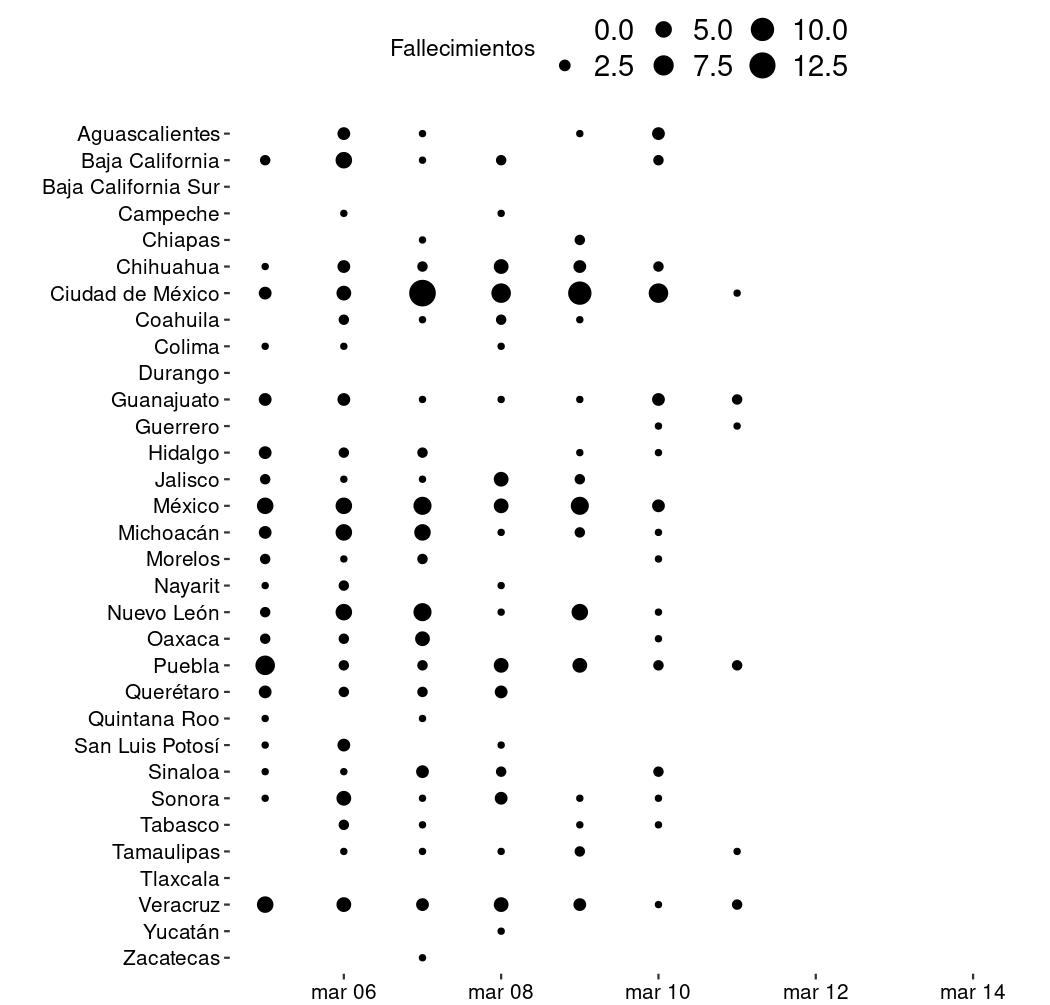 Fallecimientos
0.0 5.0 10.0
2.5 7.5 12.5
Aguascalientes
Baja California
Baja California Sur
Campeche
Chiapas
Chihuahua
Ciudad de México
Coahuila
Colima
Durango
Guanajuato
Guerrero
Hidalgo
Jalisco
México
Michoacán
Morelos
Nayarit
Nuevo León
Oaxaca
Puebla
Querétaro
Quintana Roo
San Luis Potosí
Sinaloa
Sonora
Tabasco
Tamaulipas
Tlaxcala
Veracruz
Yucatán
Zacatecas
mar 06 mar 08 mar 10 mar 12 mar 14